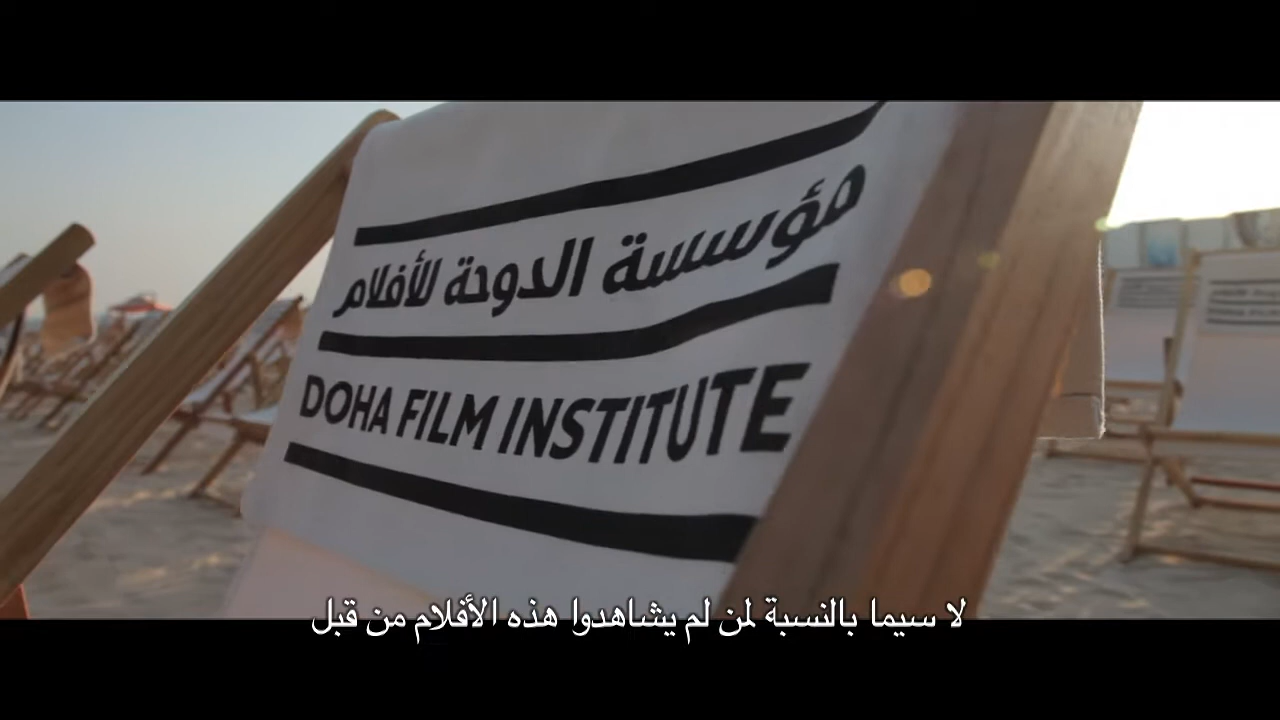 مؤسسة الدوحة للأفلام
DOHA FILM INSTITUTE
لا سيما بالنسبة لمن لم يشاهدوا هذه الأفلام من قبل